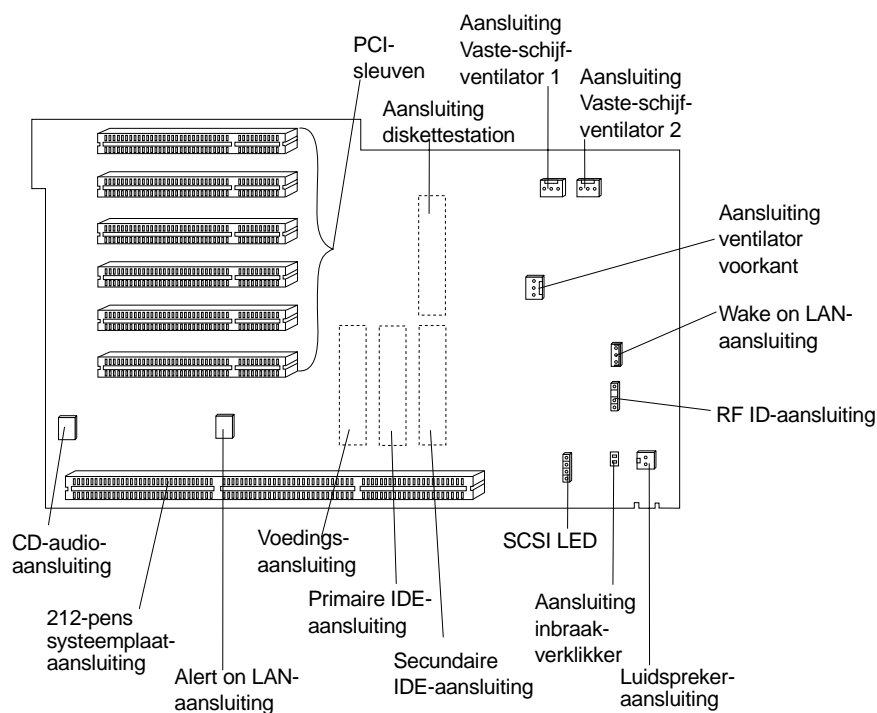 PCI-
sleuven
Aansluiting
Vaste-schijf-
ventilator 1
Aansluiting
Vaste-schijf-
ventilator 2
Aansluiting
diskettestation
Aansluiting
ventilator
voorkant
Wake on LAN-
aansluiting
RF ID-aansluiting
CD-audio-
aansluiting
Voedings-
aansluiting
SCSI LED
212-pens
systeemplaat-
aansluiting
Primaire IDE-
aansluiting
Aansluiting
inbraak-
verklikker
Alert on LAN-
aansluiting
Secundaire
IDE-aansluiting
Luidspreker-
aansluiting